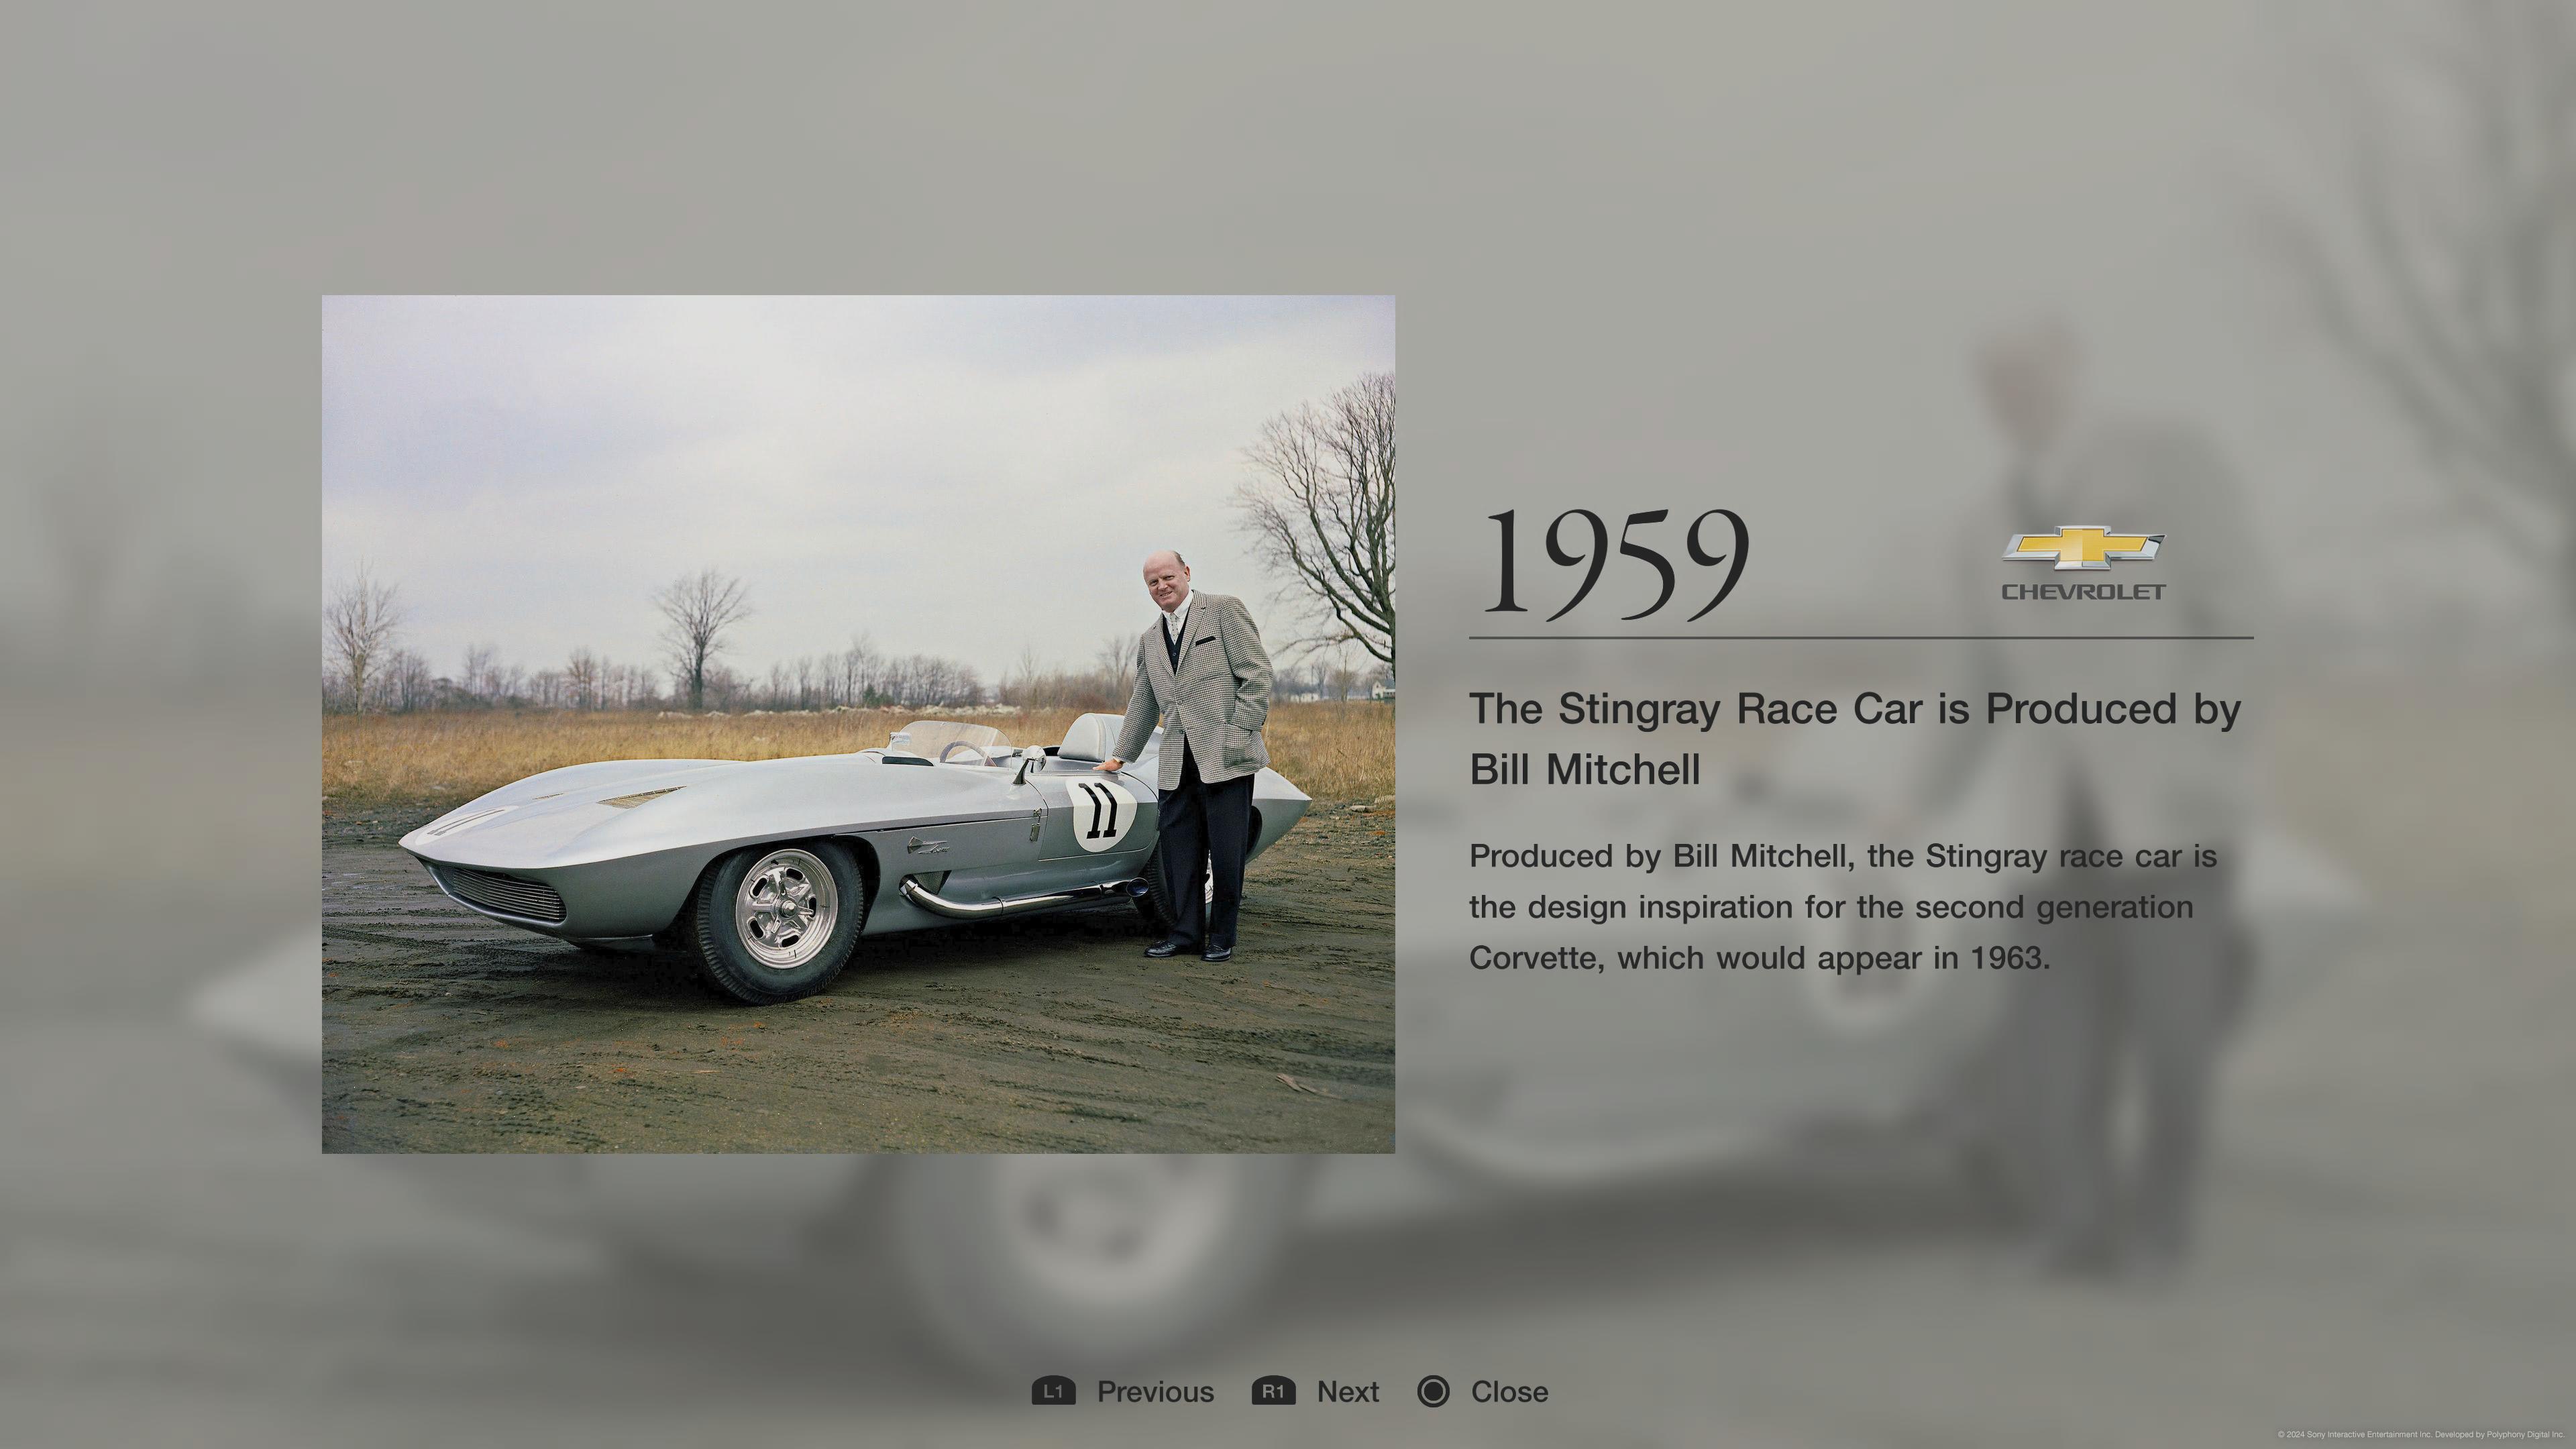 11
1959
CHEVROLET
The Stingray Race Car is Produced by
Bill Mitchell
Produced by Bill Mitchell, the Stingray race car is
the design inspiration for the second generation
Corvette, which would appear in 1963.
L1 Previous R1 Next Close
© 2024 Sony Interactive Entertainment Inc. Developed by Polyphony Digital Inc.